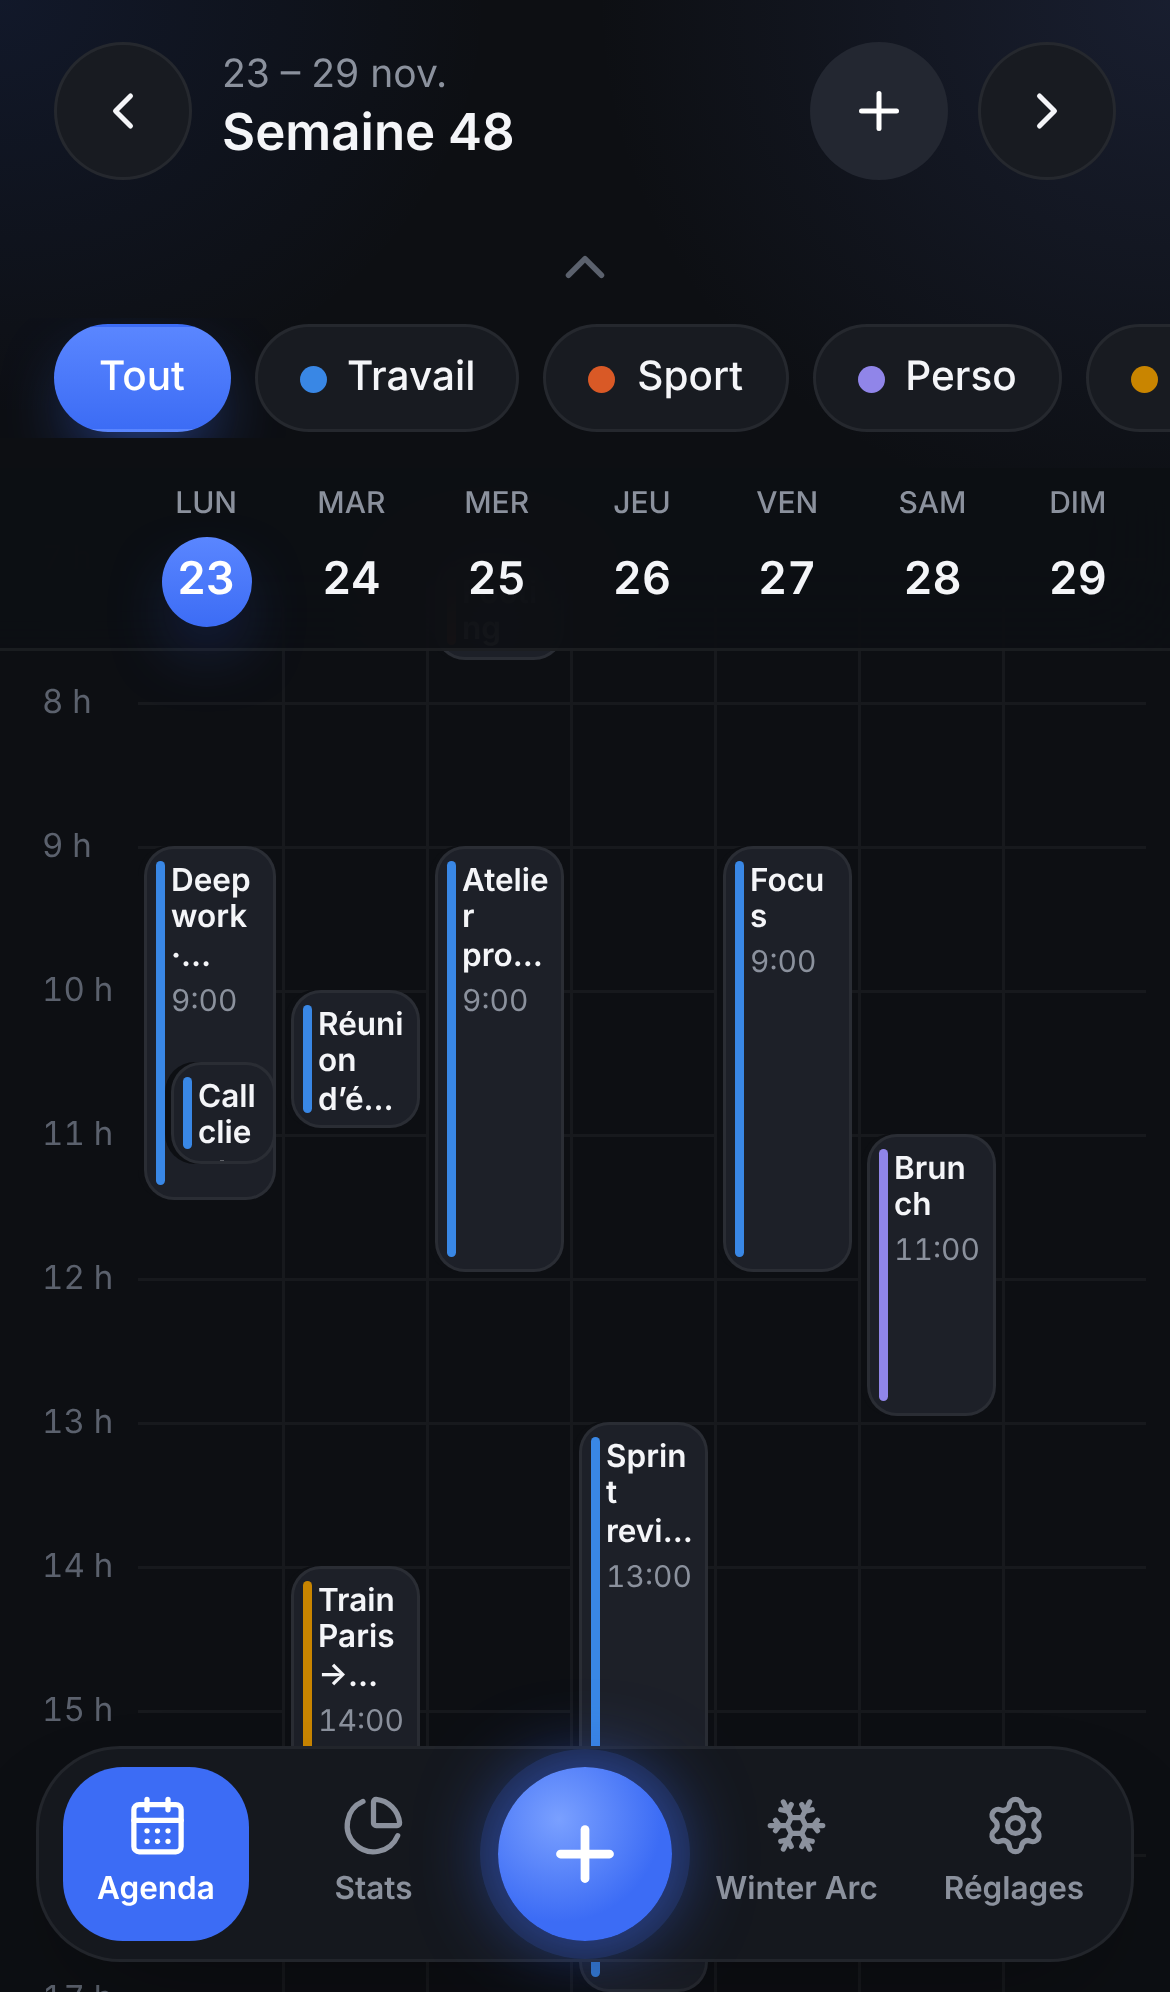 23 – 29 nov.
Semaine 48
Tout
Travail
Sport
Perso
LUN
MAR
MER
JEU
VEN
SAM
DIM
23
24
25
26
27
28
29
ng
8 h
9 h
10 h
11 h
12 h
13 h
14 h
15 h
Deep
work
·...
9:00
Call
clie
Réuni
on
d’é...
Train
Paris
→...
14:00
Atelie
r
pro...
9:00
Sprin
t
revi...
13:00
Focu
s
9:00
Brun
ch
11:00
Agenda
Stats
Winter Arc
Réglages